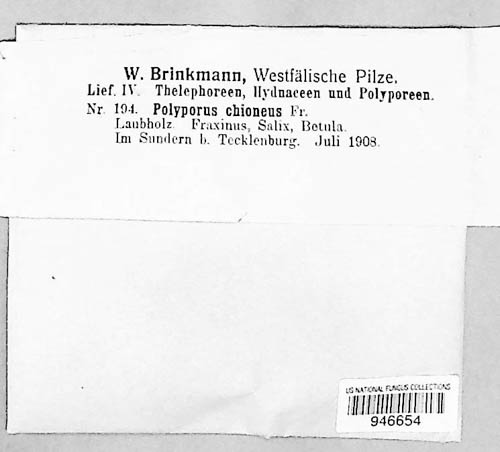 W. Brinkmann, Westfälische Pilze.
Lief. IV. Thelephoreen, Hydnaceen und Polyporeen.
Nr. 194. Polyporus chioneus Fr.
Laubholz. Fraxinus, Salix, Betula.
Im Sundern b. Tecklenburg. Juli 1908.
US NATIONAL FUNGUS COLLECTIONS
946654